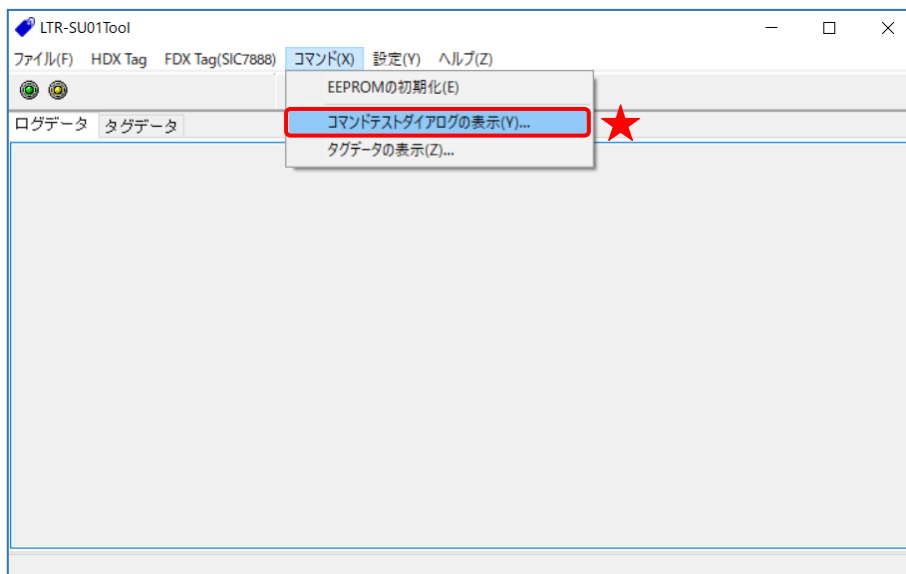 LTR-SU01Tool
ファイル(F) HDX Tag FDX Tag(SIC7888) コマンド(X) 設定(Y) ヘルプ(Z)
EEPROMの初期化(E)
コマンドテストダイアログの表示(Y)...
タグデータの表示(Z)...
ログデータ タグデータ